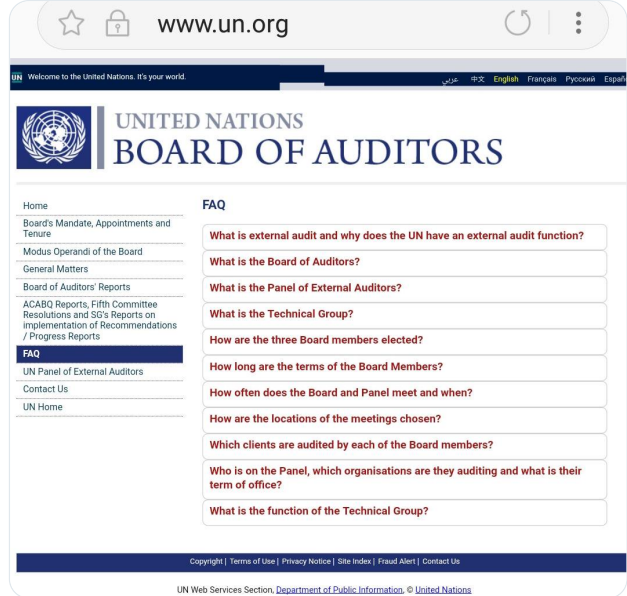 www.un.org
UN Welcome to the United Nations. It's your world.
عربي 中文 English Français Русский Españ
UNITED NATIONS
BOARD OF AUDITORS
Home
Board's Mandate, Appointments and
Tenure
Modus Operandi of the Board
General Matters
Board of Auditors' Reports
ACABQ Reports, Fifth Committee
Resolutions and SG's Reports on
implementation of Recommendations
/ Progress Reports
FAQ
UN Panel of External Auditors
Contact Us
UN Home
FAQ
What is external audit and why does the UN have an external audit function?
What is the Board of Auditors?
What is the Panel of External Auditors?
What is the Technical Group?
How are the three Board members elected?
How long are the terms of the Board Members?
How often does the Board and Panel meet and when?
How are the locations of the meetings chosen?
Which clients are audited by each of the Board members?
Who is on the Panel, which organisations are they auditing and what is their
term of office?
What is the function of the Technical Group?
Copyright | Terms of Use | Privacy Notice | Site Index | Fraud Alert | Contact Us
UN Web Services Section, Department of Public Information, © United Nations